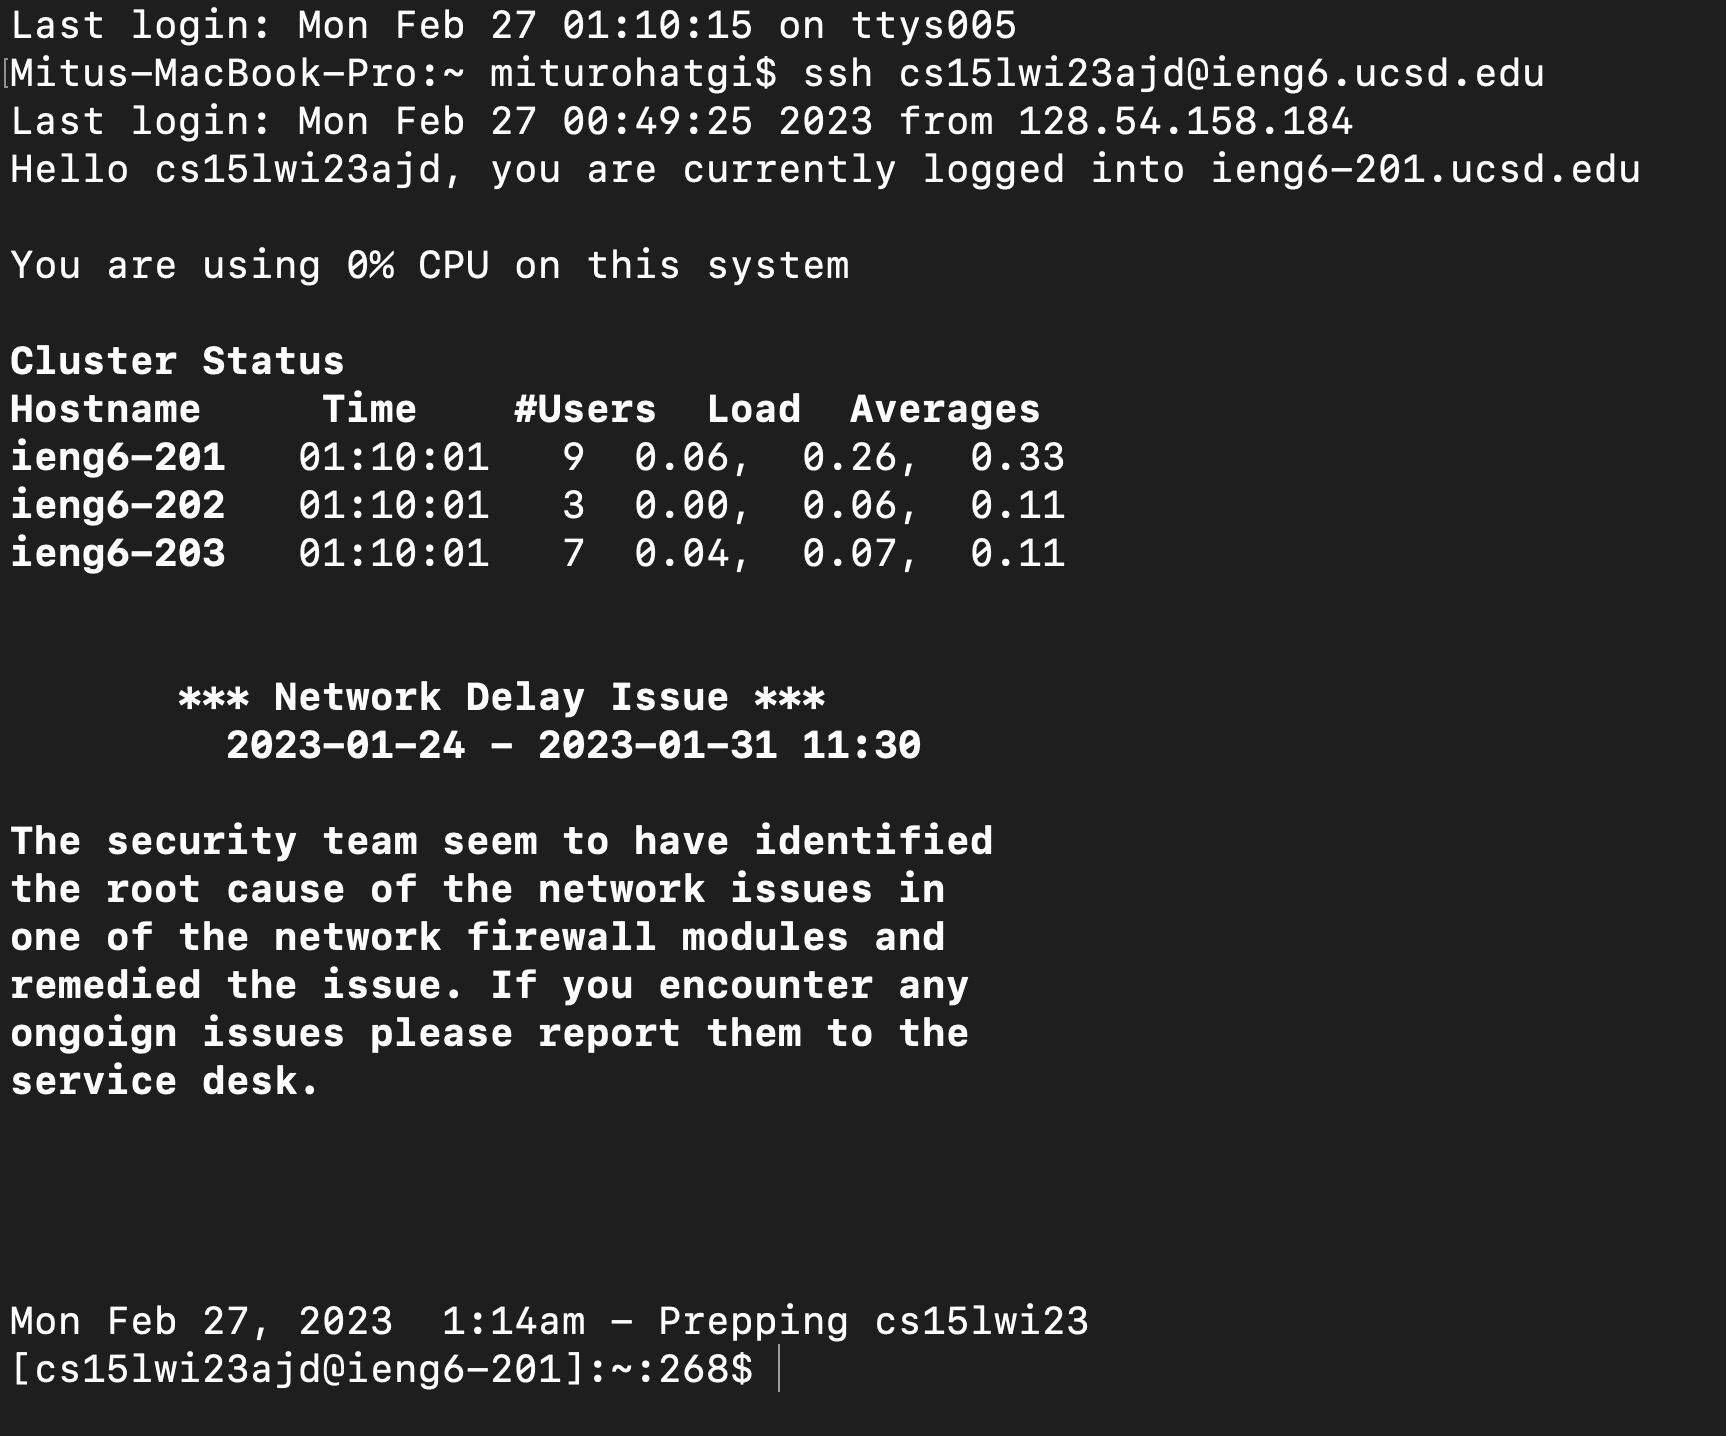 Last login: Mon Feb 27 01:10:15 on ttys005
[Mitus-MacBook-Pro:~ miturohatgi$ ssh cs15lwi23ajd@ieng6.ucsd.edu
Last login: Mon Feb 27 00:49:25 2023 from 128.54.158.184
Hello cs15lwi23ajd, you are currently logged into ieng6-201.ucsd.edu
You are using 0% CPU on this system
Cluster Status
Hostname     Time    #Users  Load  Averages
ieng6-201   01:10:01   9  0.06,  0.26,  0.33
ieng6-202   01:10:01   3  0.00,  0.06,  0.11
ieng6-203   01:10:01   7  0.04,  0.07,  0.11
*** Network Delay Issue ***
2023-01-24 - 2023-01-31 11:30
The security team seem to have identified
the root cause of the network issues in
one of the network firewall modules and
remedied the issue. If you encounter any
ongoign issues please report them to the
service desk.
Mon Feb 27, 2023  1:14am - Prepping cs15lwi23
[cs15lwi23ajd@ieng6-201]:~:268$